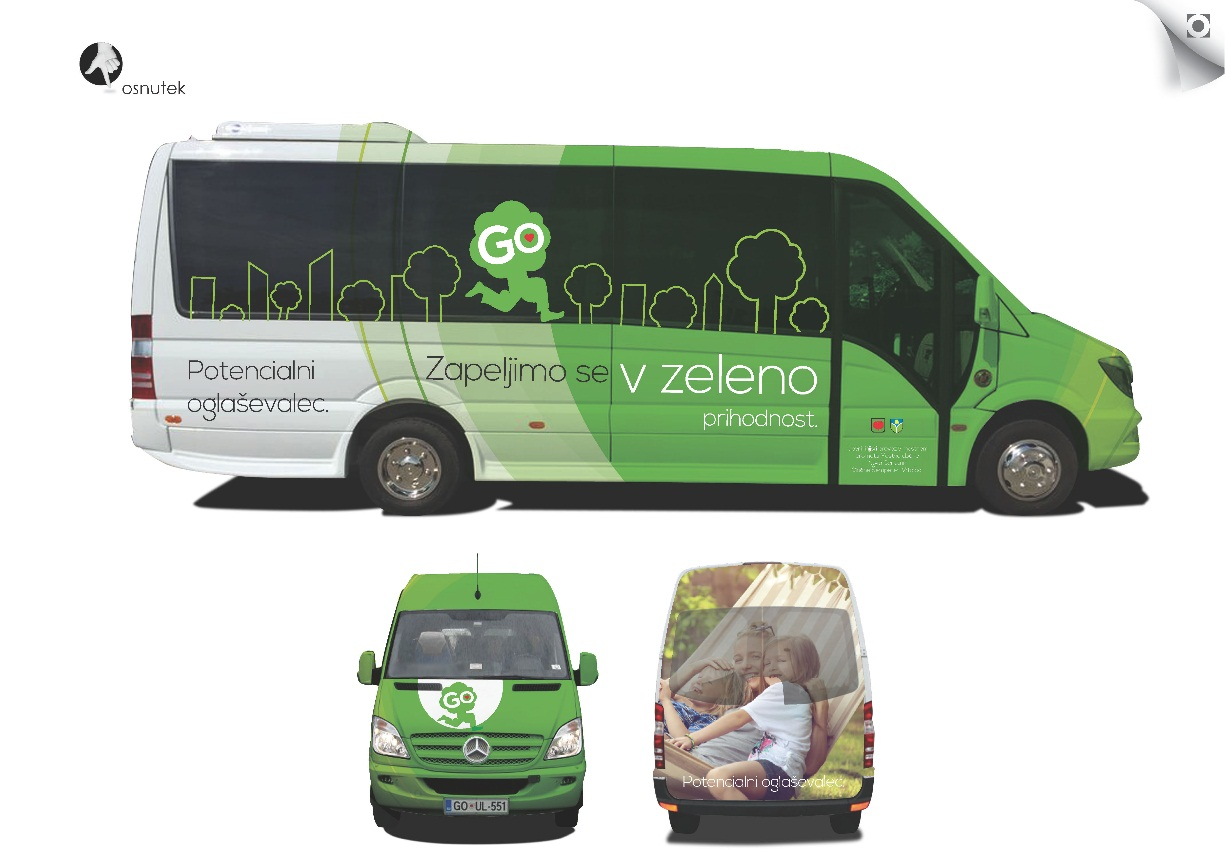 osnutek
GO
Potencialni
oglaševalec.
Zapeljimo se v zeleno
prihodnost.
GO
GO UL-551
Potencialni oglaševalec.